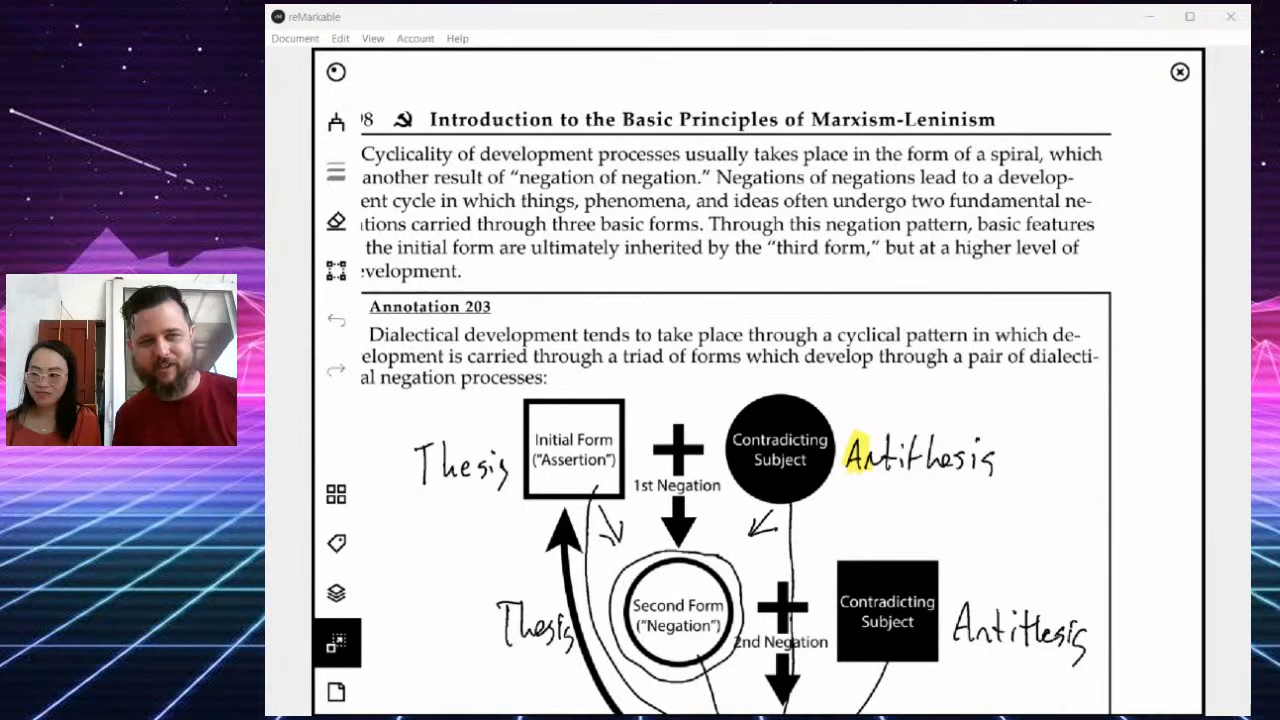 reMarkable
Document Edit View Account Help
98 Introduction to the Basic Principles of Marxism-Leninism
Cyclicality of development processes usually takes place in the form of a spiral, which
another result of “negation of negation.” Negations of negations lead to a develop-
ent cycle in which things, phenomena, and ideas often undergo two fundamental ne-
tions carried through three basic forms. Through this negation pattern, basic features
the initial form are ultimately inherited by the “third form,” but at a higher level of
evelopment.
Annotation 203
Dialectical development tends to take place through a cyclical pattern in which de-
elopment is carried through a triad of forms which develop through a pair of dialecti-
al negation processes:
Thesis
Initial Form
(“Assertion”)
1st Negation
Contradicting
Subject
Antithesis
Thesis
Second Form
(“Negation”)
2nd Negation
Contradicting
Subject
Antithesis